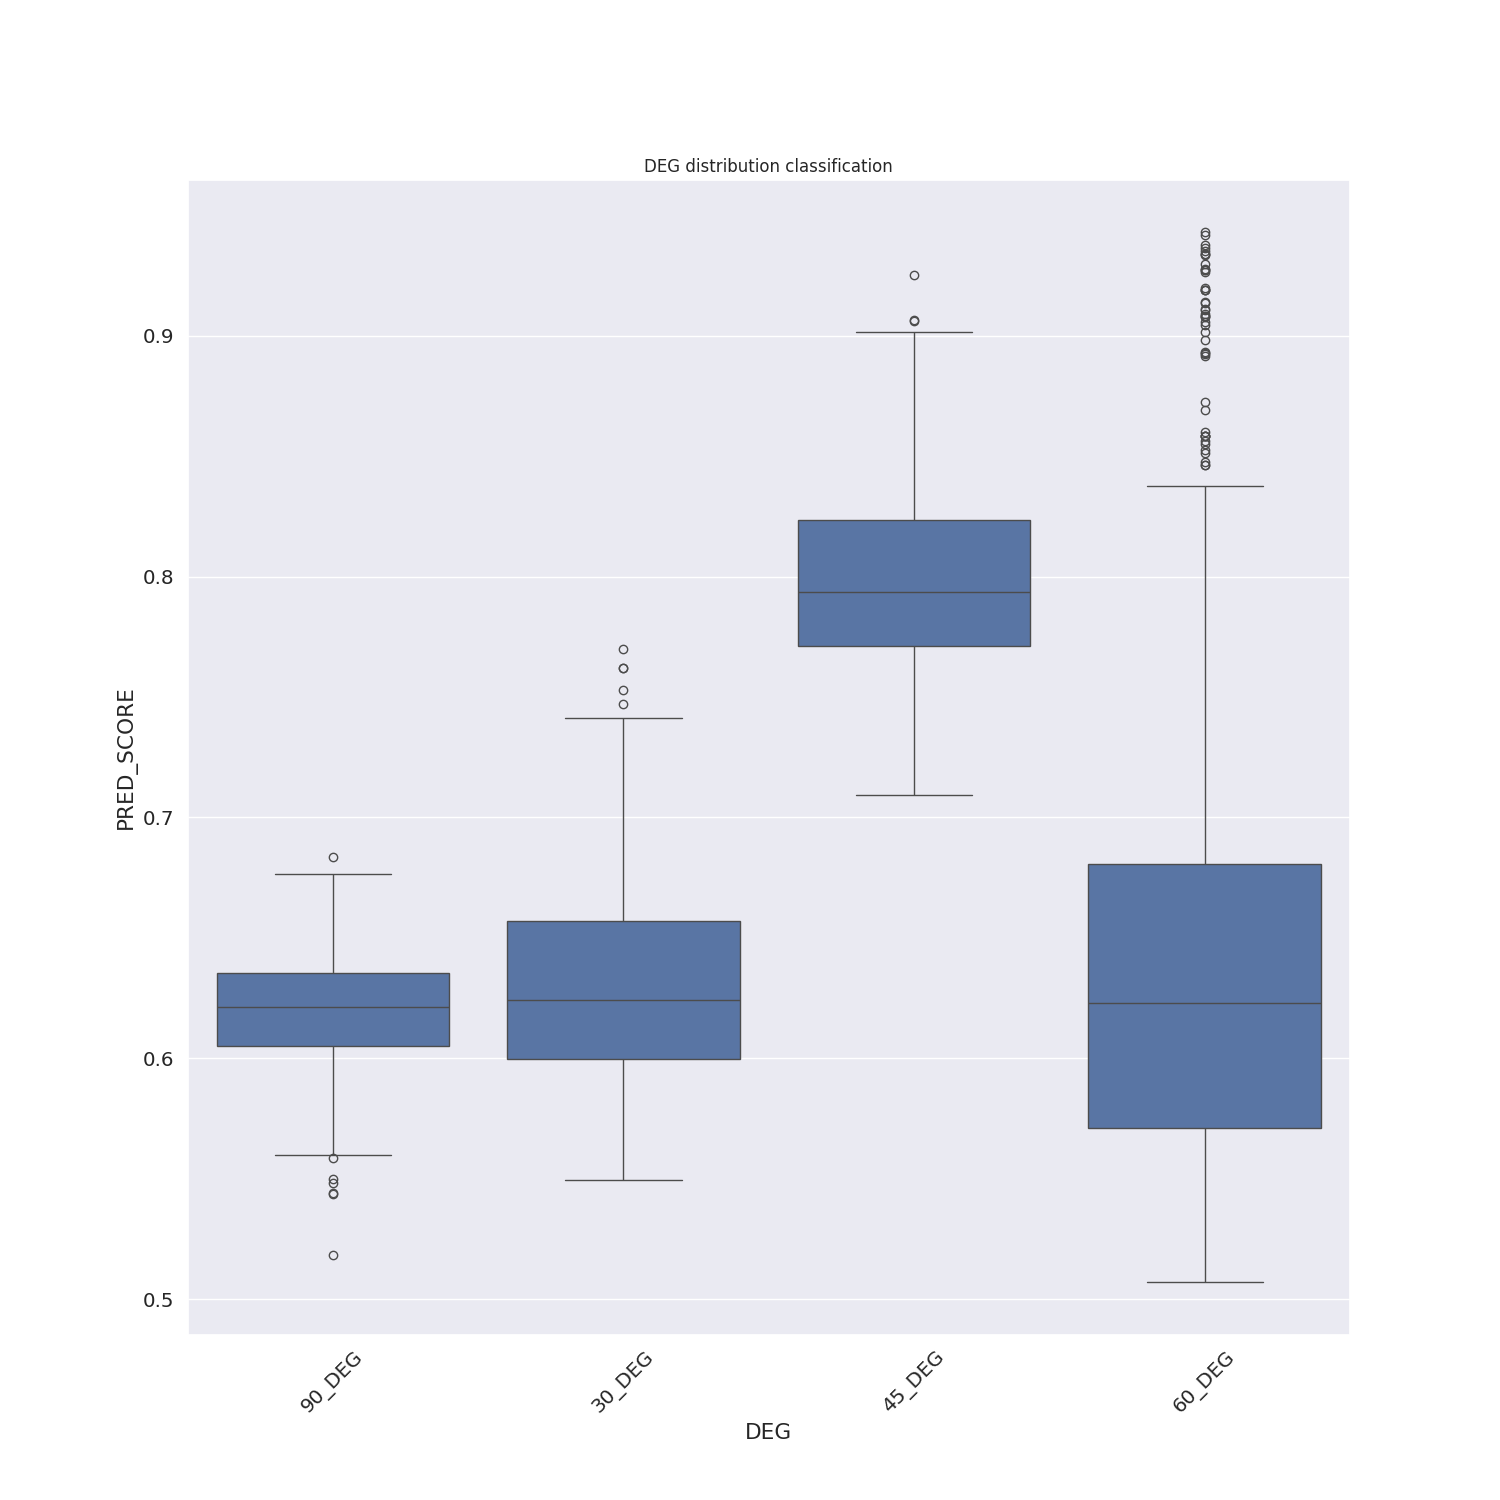 DEG distribution classification
PRED_SCORE
0.9
0.8
0.7
0.6
0.5
90_DEG
30_DEG
45_DEG
60_DEG
DEG